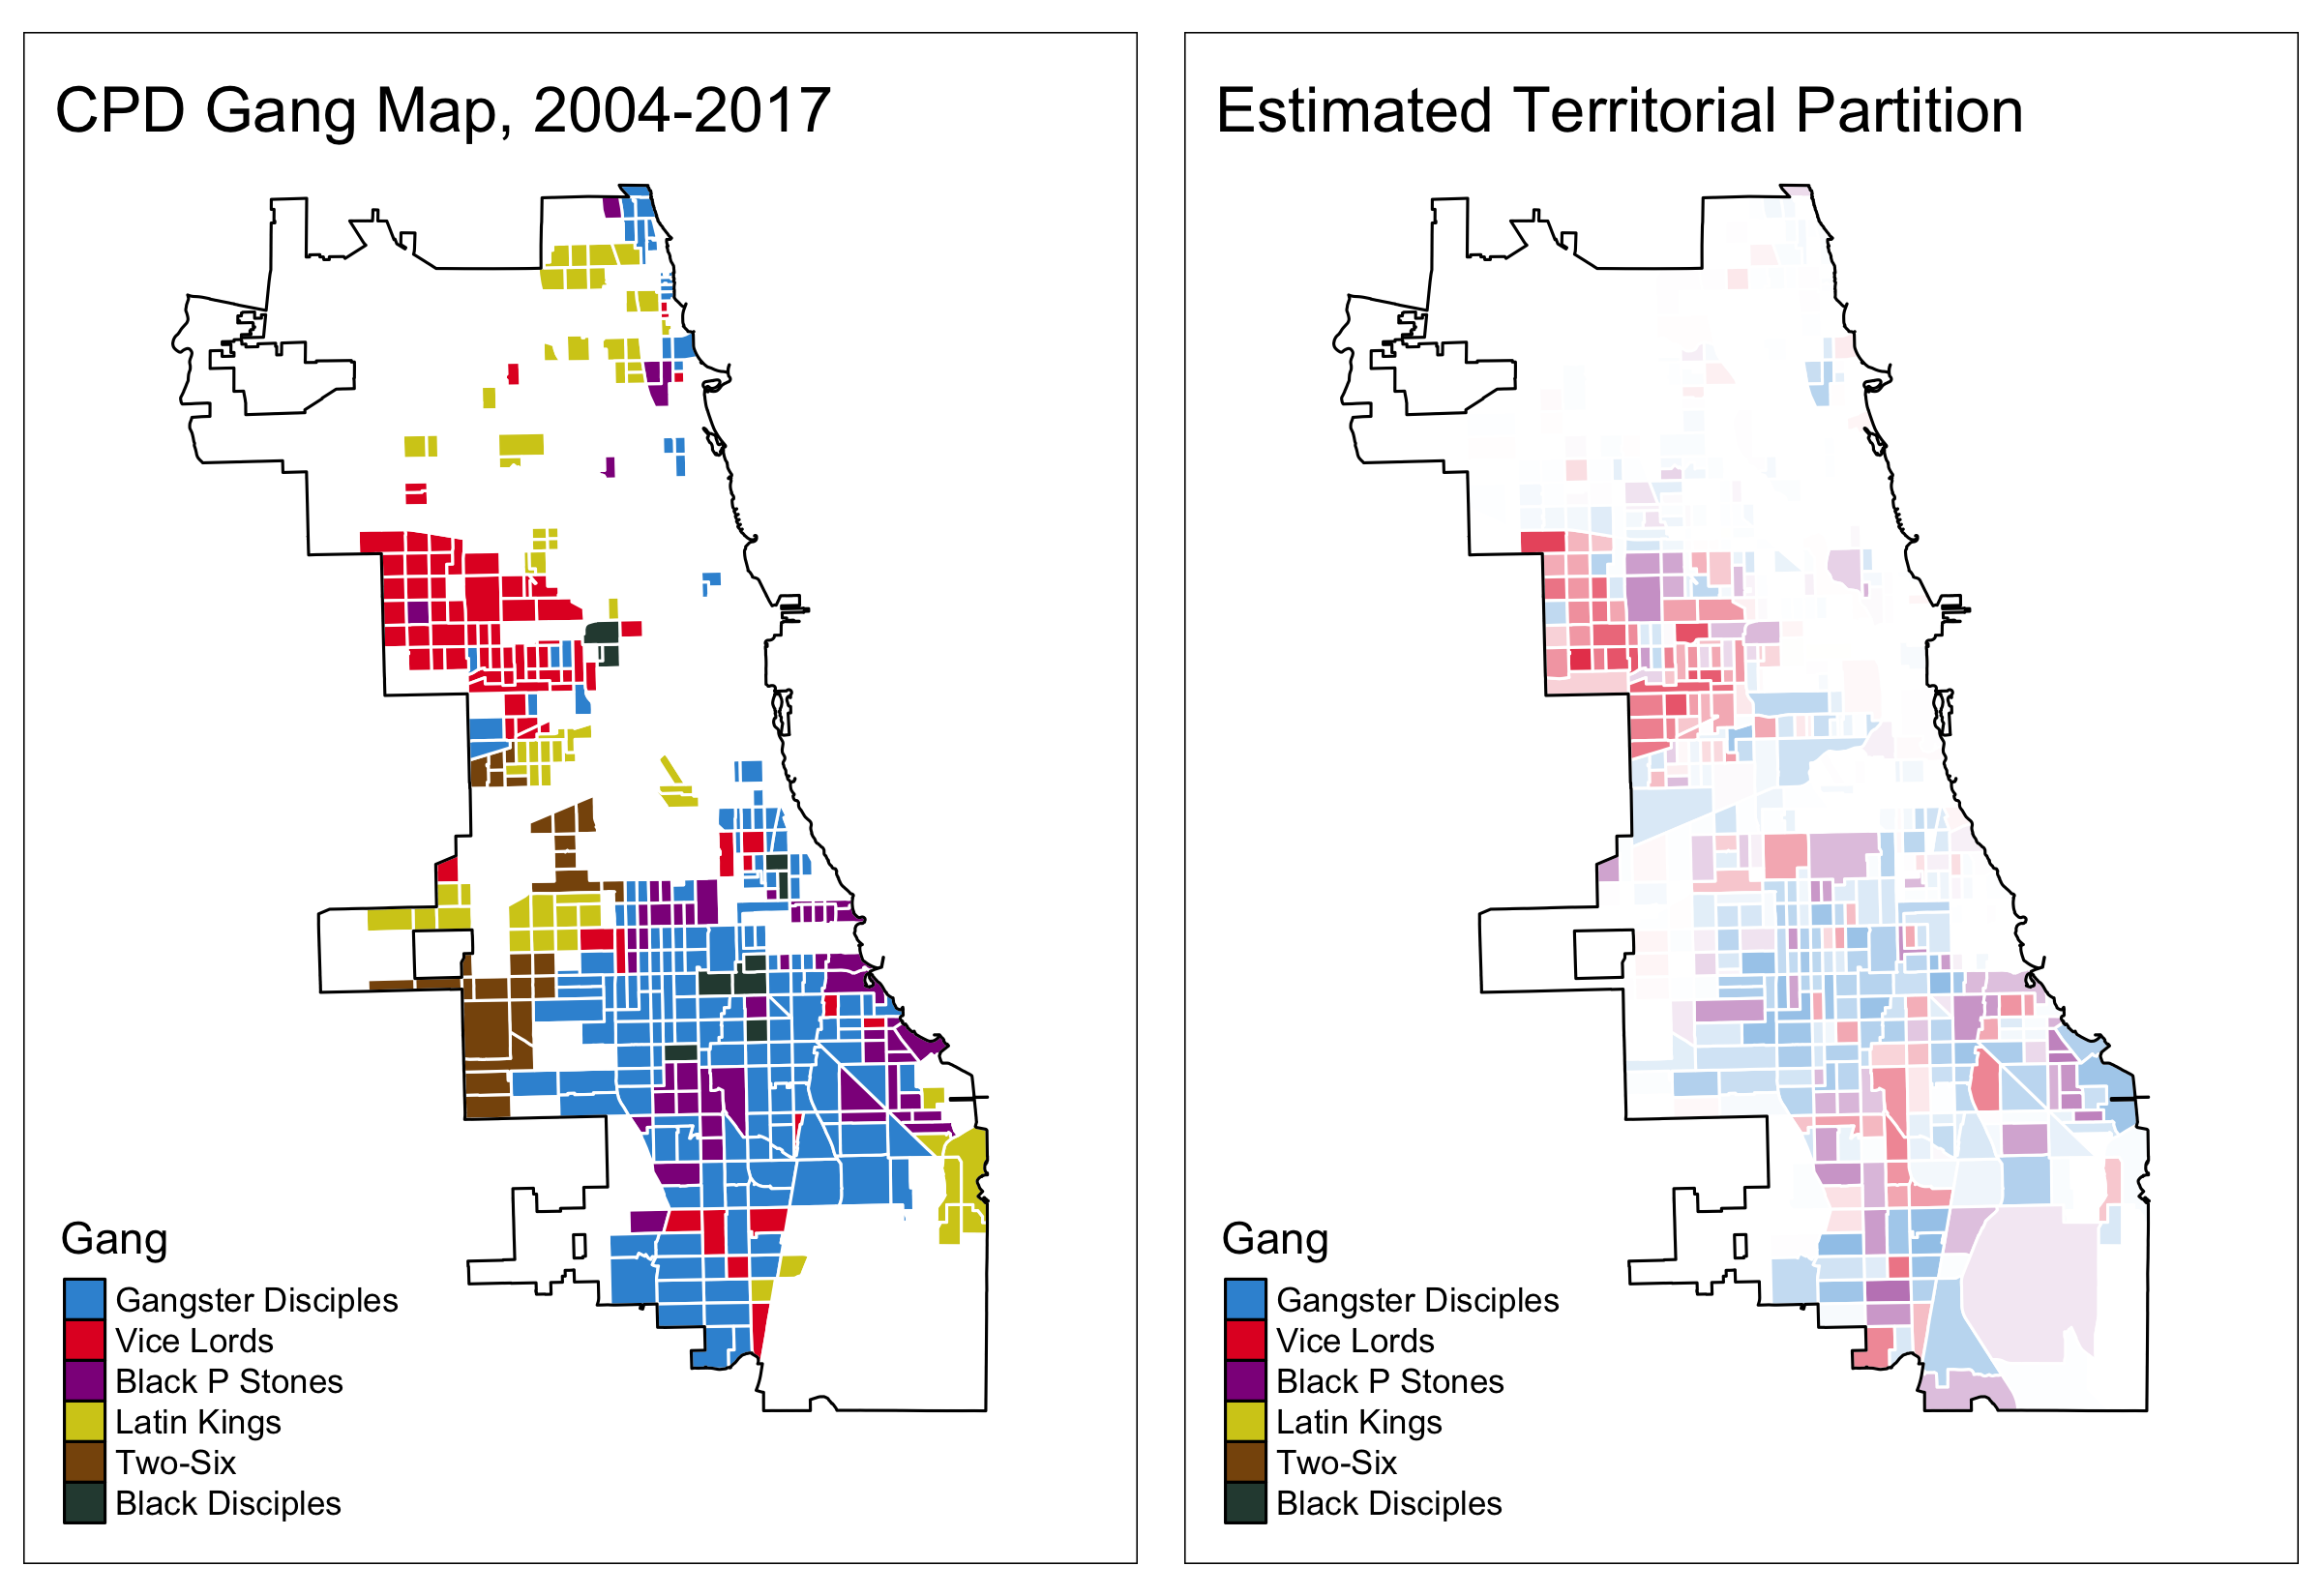 CPD Gang Map, 2004-2017
Gang
Gangster Disciples
Vice Lords
Black P Stones
Latin Kings
Two-Six
Black Disciples
Estimated Territorial Partition
Gang
Gangster Disciples
Vice Lords
Black P Stones
Latin Kings
Two-Six
Black Disciples